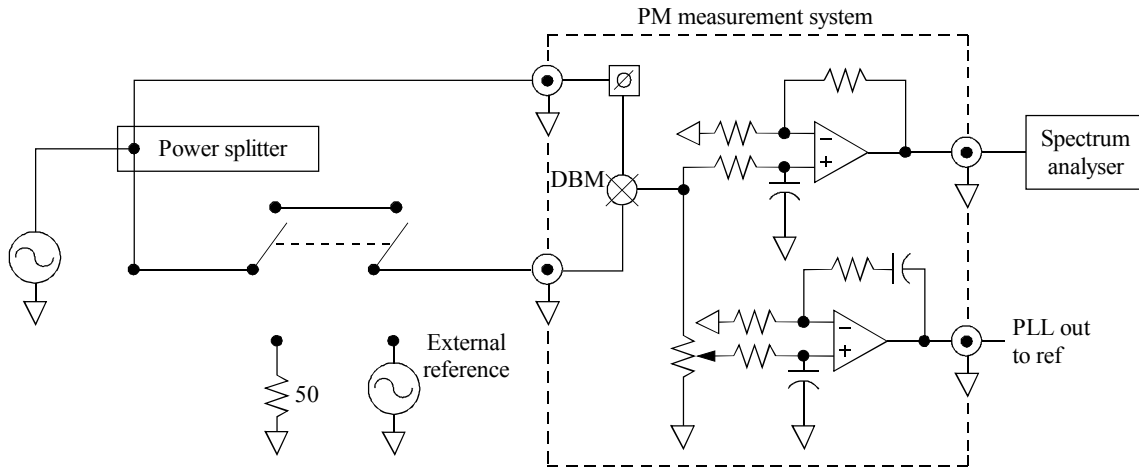 PM measurement system
Power splitter
DBM
Ø
−
+
Spectrum
analyser
External
reference
50
−
+
PLL out
to ref